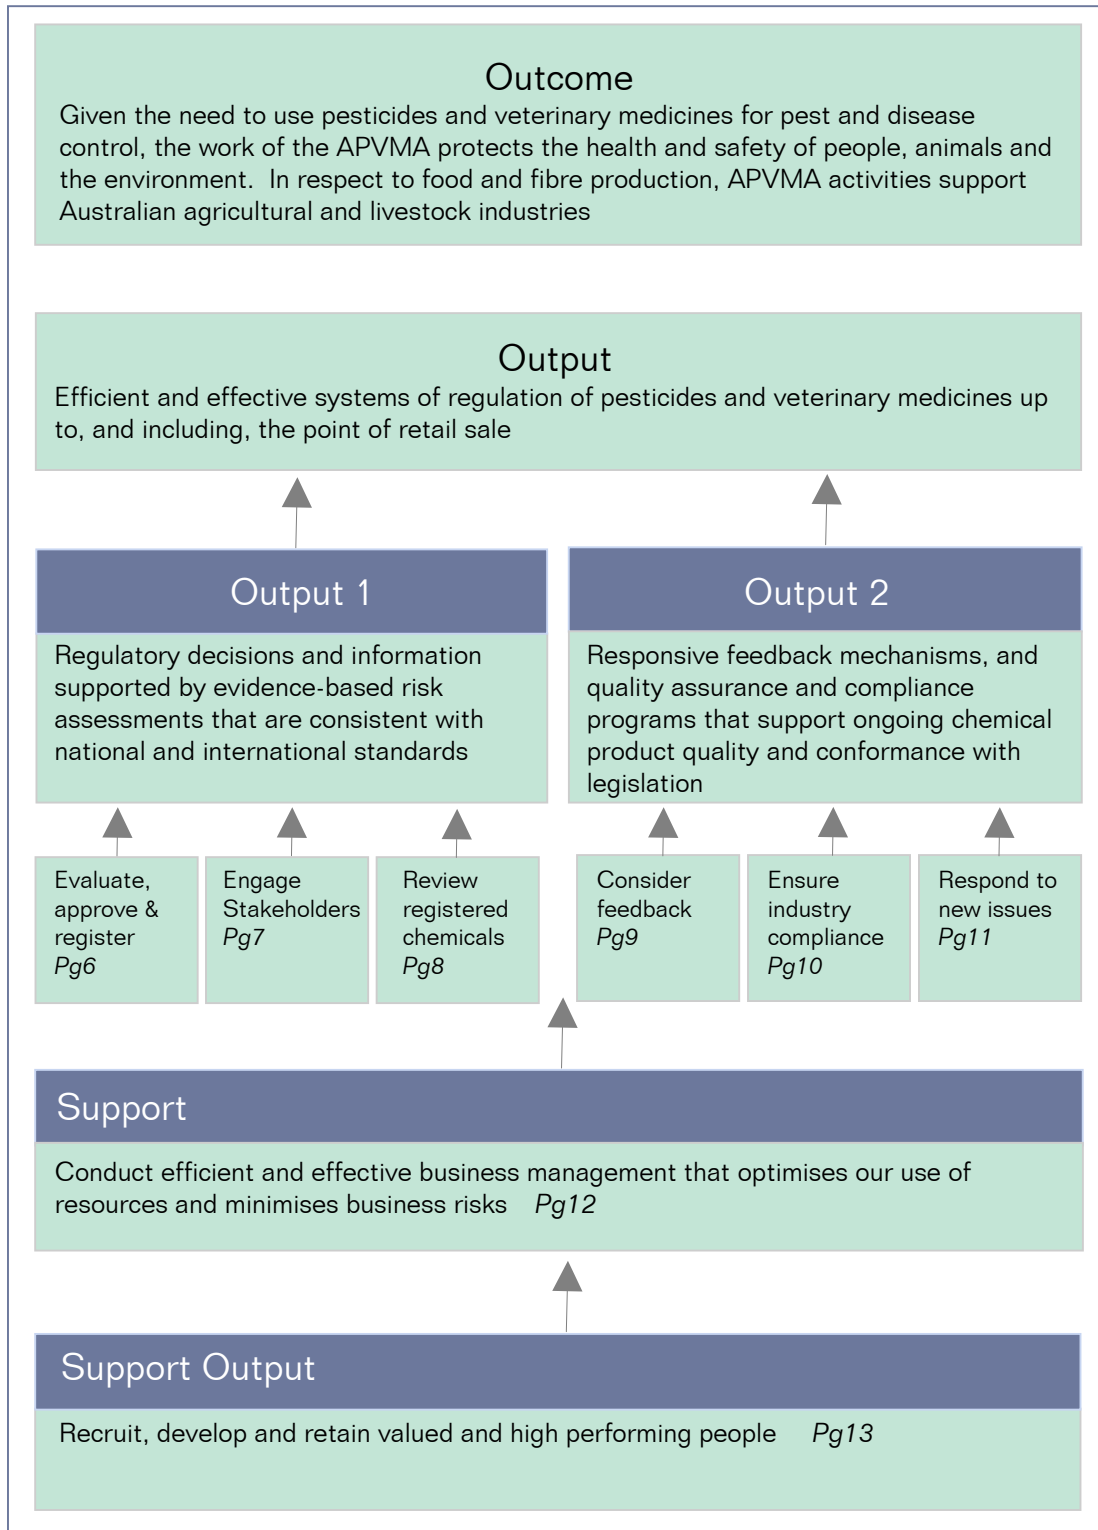 Outcome
Given the need to use pesticides and veterinary medicines for pest and disease
control, the work of the APVMA protects the health and safety of people, animals and
the environment.  In respect to food and fibre production, APVMA activities support
Australian agricultural and livestock industries
Output
Efficient and effective systems of regulation of pesticides and veterinary medicines up
to, and including, the point of retail sale
Output 1
Regulatory decisions and information
supported by evidence-based risk
assessments that are consistent with
national and international standards
Output 2
Responsive feedback mechanisms, and
quality assurance and compliance
programs that support ongoing chemical
product quality and conformance with
legislation
Evaluate,
approve &
register
Pg6
Engage
Stakeholders
Pg7
Review
registered
chemicals
Pg8
Consider
feedback
Pg9
Ensure
industry
compliance
Pg10
Respond to
new issues
Pg11
Support
Conduct efficient and effective business management that optimises our use of
resources and minimises business risks    Pg12
Support Output
Recruit, develop and retain valued and high performing people    Pg13